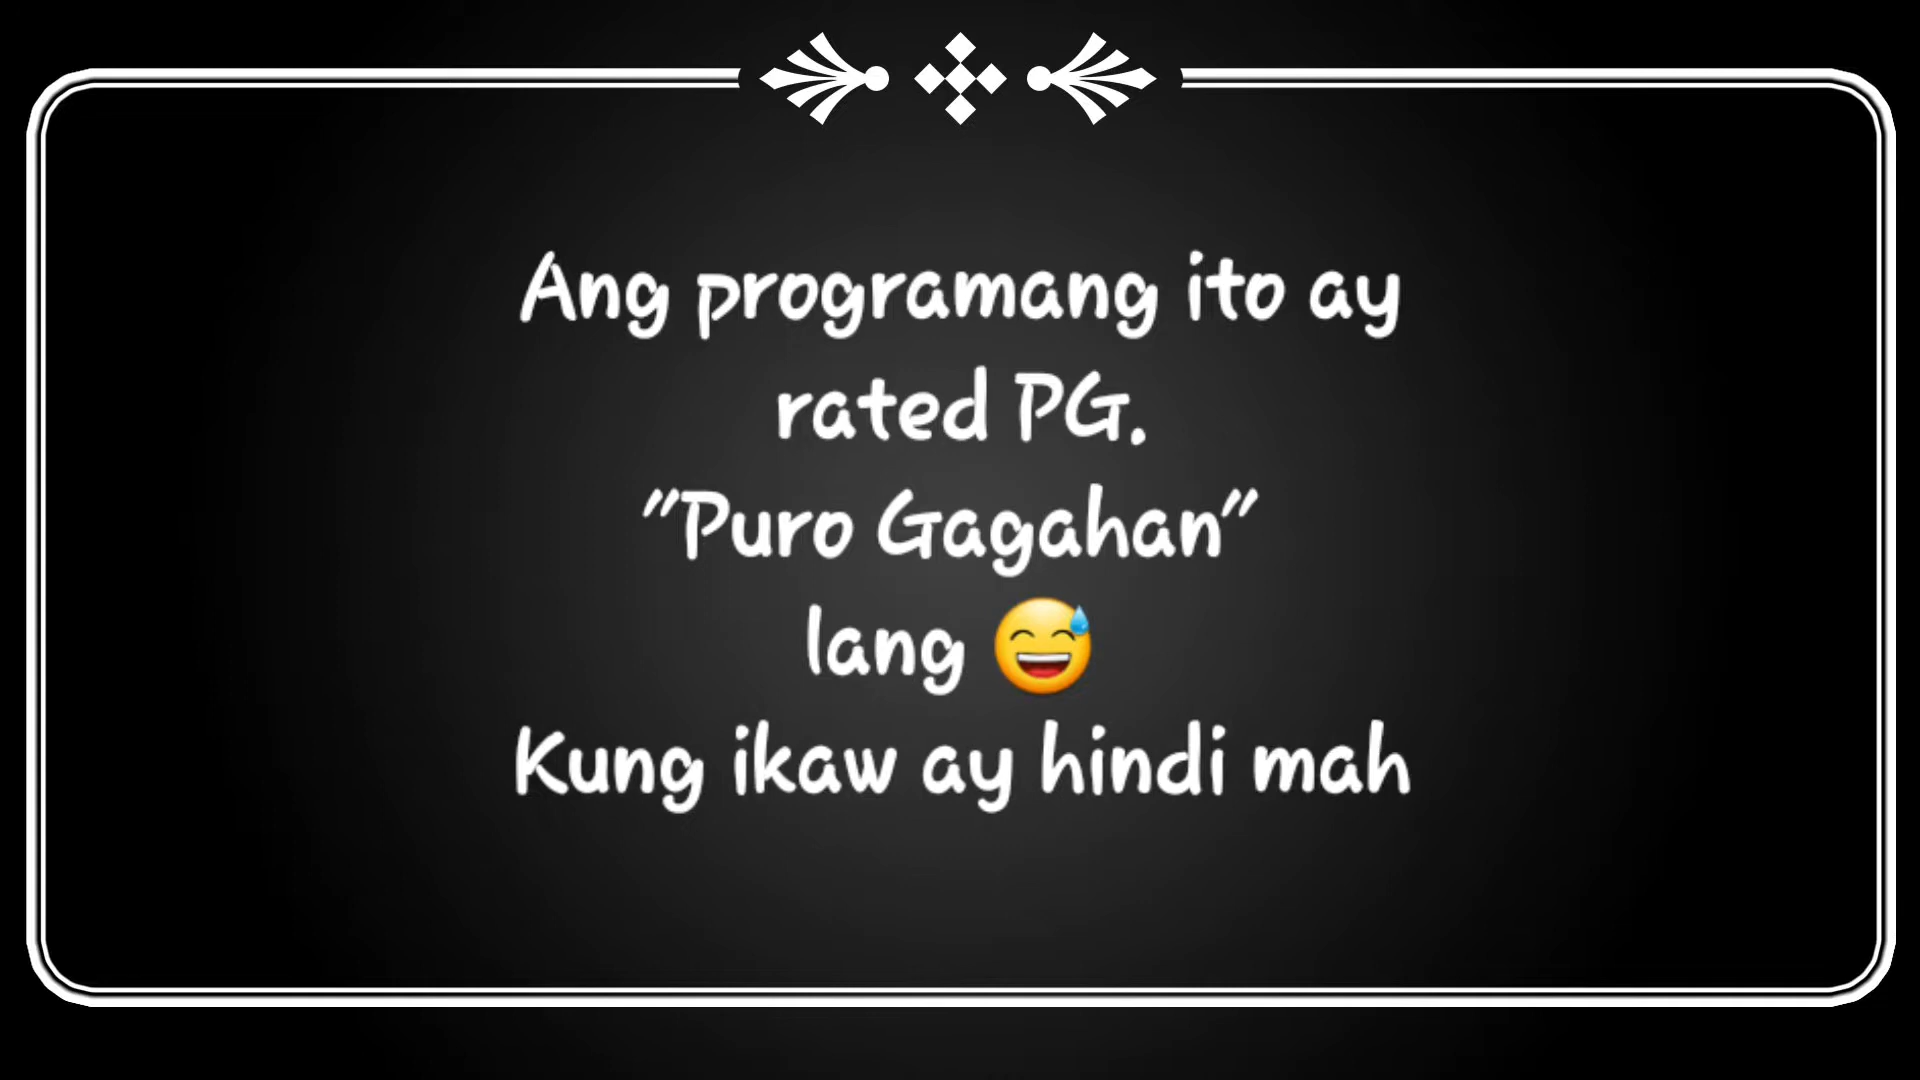 Ang programang ito ay
rated PG.
"Puro Gagahan"
lang 😅
Kung ikaw ay hindi mah